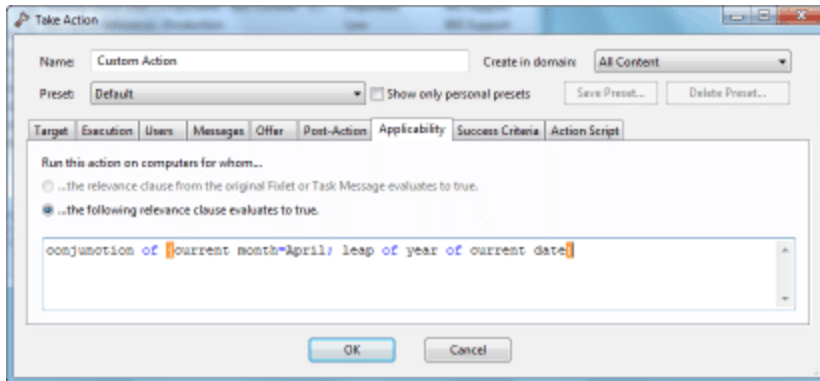 Take Action
Name: Custom Action Create in domain: All Content
Preset: Default Show only personal presets Save Preset... Delete Preset...
Target Execution Users Messages Offer Post-Action Applicability Success Criteria Action Script
Run this action on computers for whom...
...the relevance clause from the original Fixlet or Task Message evaluates to true.
...the following relevance clause evaluates to true.
conjunction of (current month=April; leap of year of current date)
OK Cancel